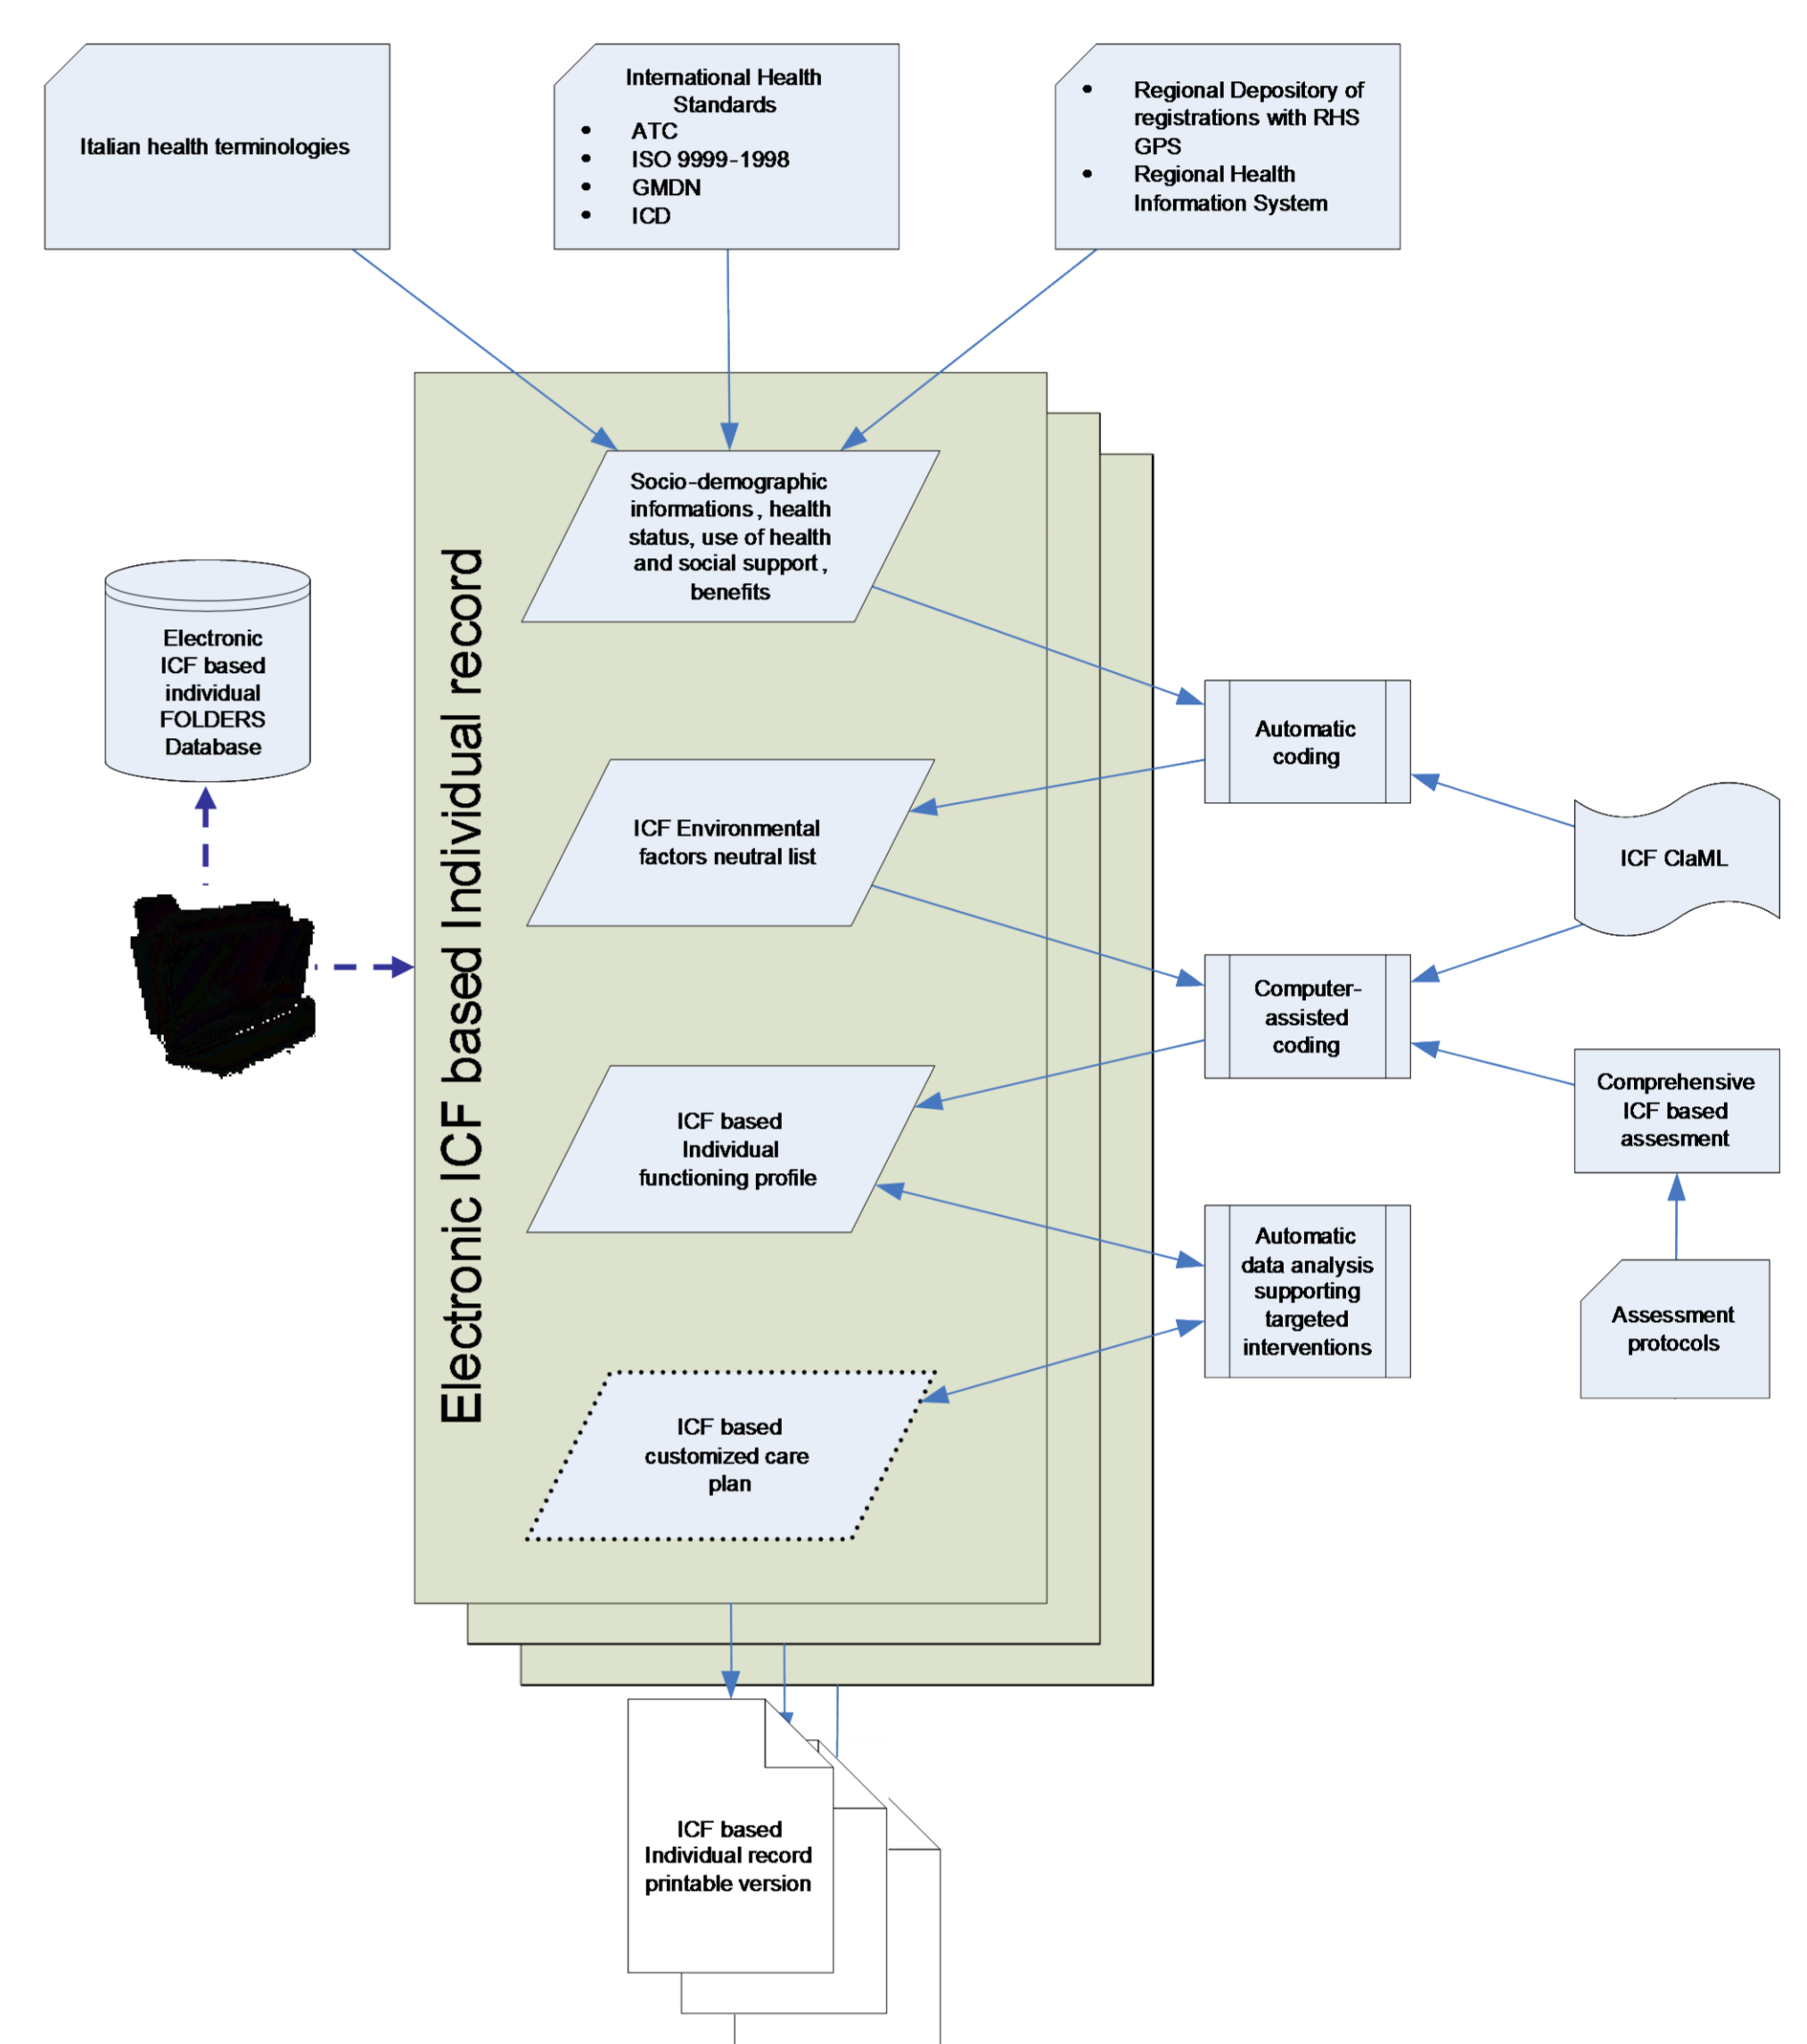 Italian health terminologies
International Health
Standards
• ATC
• ISO 9999-1998
• GMDN
• ICD
• Regional Depository of
registrations with RHS
GPS
• Regional Health
Information System
Electronic ICF based Individual record
Socio-demographic
informations, health
status, use of health
and social support,
benefits
Electronic
ICF based
individual
FOLDERS
Database
Automatic
coding
ICF Environmental
factors neutral list
ICF ClaML
Computer-
assisted
coding
Comprehensive
ICF based
assesment
ICF based
Individual
functioning profile
Automatic
data analysis
supporting
targeted
interventions
Assessment
protocols
ICF based
customized care
plan
ICF based
Individual record
printable version